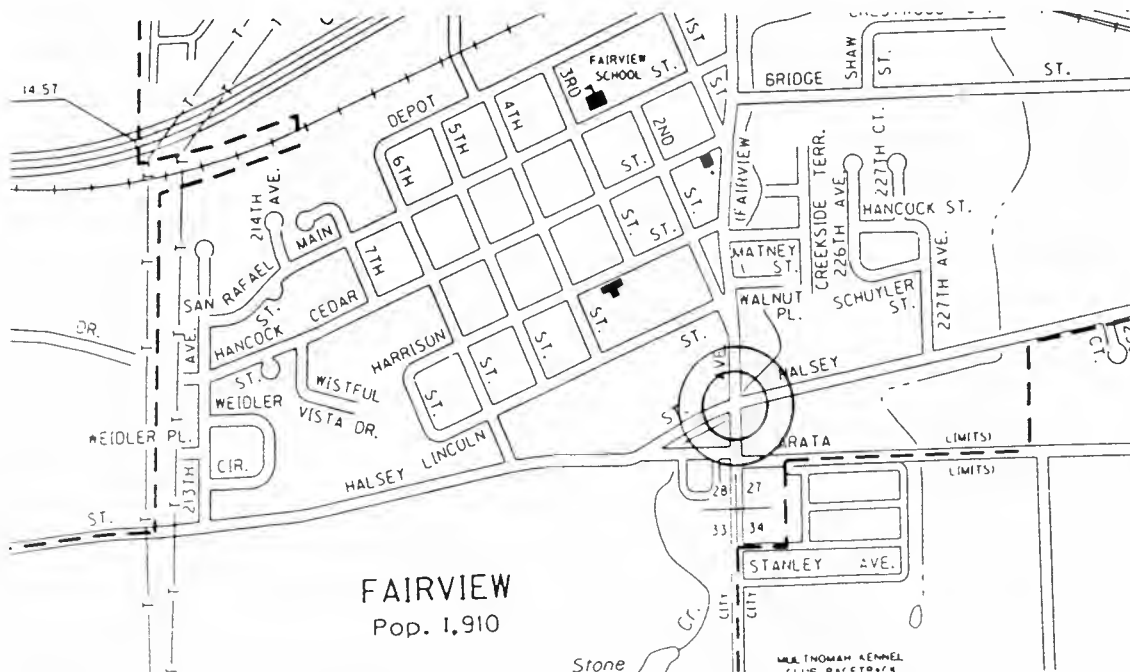 14.57
DEPOT
6TH
5TH
4TH
3RD
FAIRVIEW
SCHOOL
ST.
1ST
ST.
2ND
ST.
ST.
BRIDGE
SHAW
ST.
ST.
(FAIRVIEW
AVE.
CREEKSIDE TERR.
226TH AVE.
227TH CT.
HANCOCK ST.
227TH AVE.
SCHUYLER
ST.
MATNEY
ST.
WALNUT
PL.
214TH
AVE.
MAIN
7TH
SAN RAFAEL
ST.
HANCOCK
ST.
CEDAR
HARRISUN
ST.
ST.
ST.
ST.
ST.
ST.
ST.
DR.
AVE.
213TH
WEIDLER
WEIDLER PL.
CIR.
WISTFUL
VISTA DR.
LINCOLN
HALSEY
ST.
HALSEY
ST.
ARATA
LIMITS)
LIMITS)
CT.
28
27
33
34
STANLEY AVE.
CITY
CITY
Cr.
FAIRVIEW
Pop. 1,910
Stone
MULTNOMAH KENNEL
CLUB RACETRACK